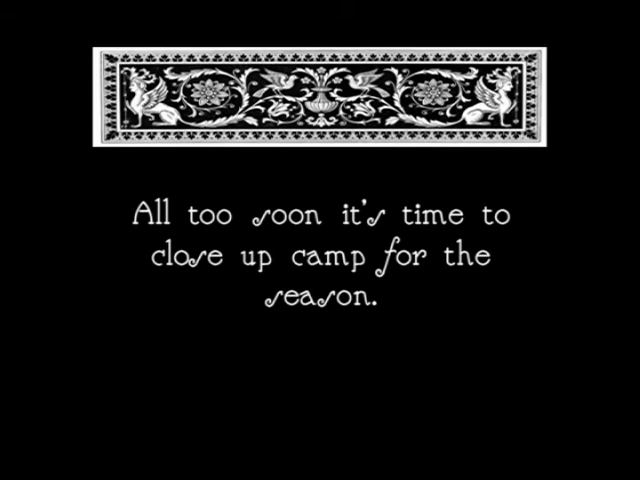 All too soon it's time to
close up camp for the
season.